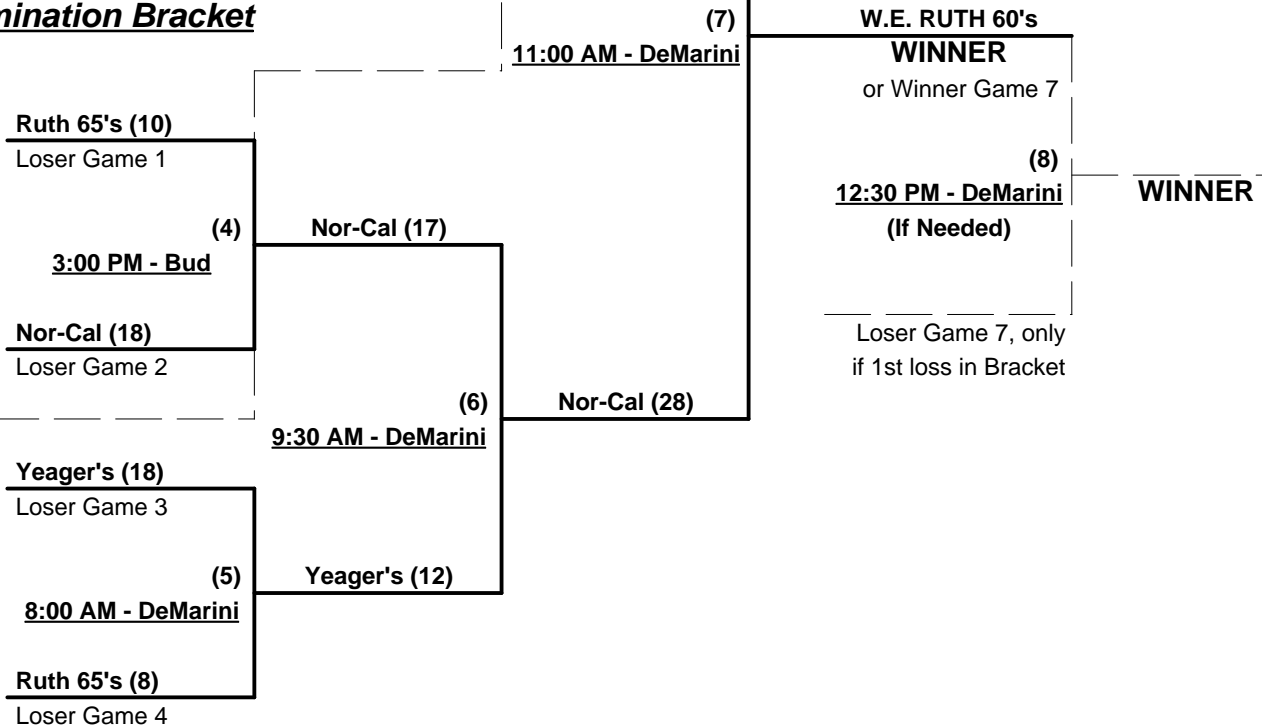 mination Bracket
(7)
11:00 AM - DeMarini
W.E. RUTH 60's
WINNER
or Winner Game 7
Ruth 65's (10)
Loser Game 1
(8)
12:30 PM - DeMarini
(If Needed)
WINNER
(4)
3:00 PM - Bud
Nor-Cal (17)
Nor-Cal (18)
Loser Game 2
Loser Game 7, only
if 1st loss in Bracket
(6)
9:30 AM - DeMarini
Nor-Cal (28)
Yeager's (18)
Loser Game 3
(5)
8:00 AM - DeMarini
Yeager's (12)
Ruth 65's (8)
Loser Game 4